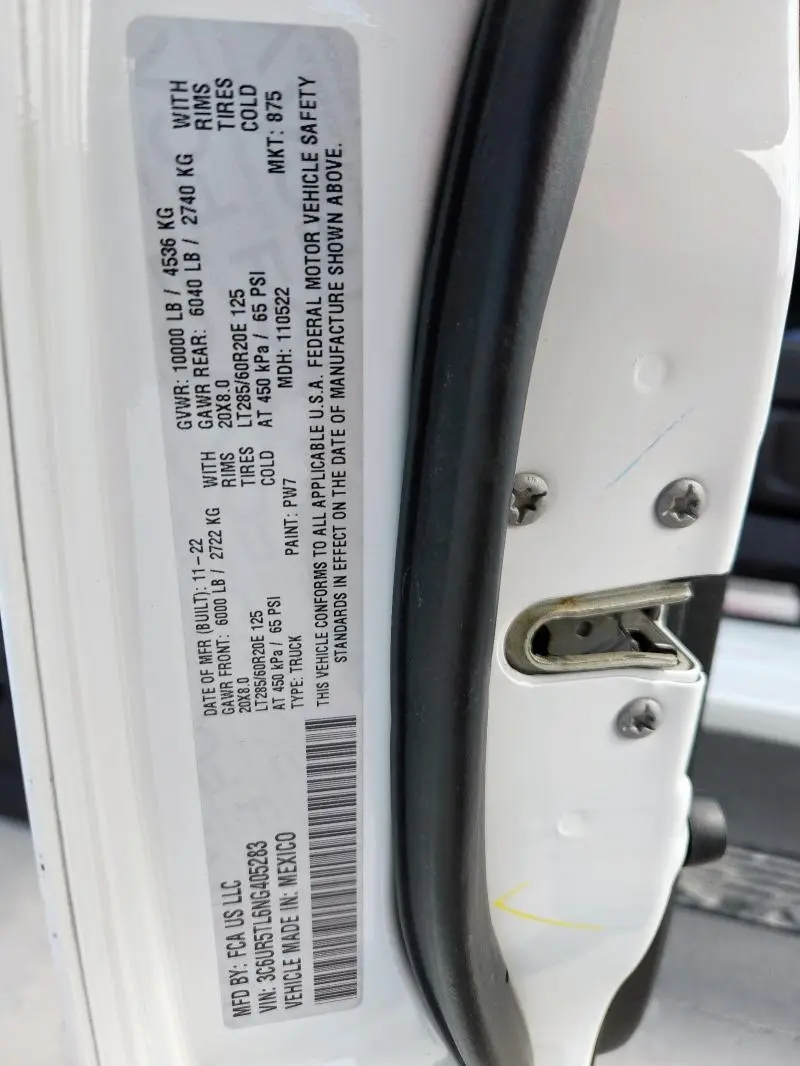 MFD BY: FCA US LLC
DATE OF MFR (BUILT): 11-22
GVWR: 10000 LB / 4536 KG
GAWR FRONT: 6000 LB / 2722 KG WITH
20X8.0 RIMS
LT285/60R20E 125 TIRES
AT 450 kPa / 65 PSI COLD
GAWR REAR: 6040 LB / 2740 KG WITH
20X8.0 RIMS
LT285/60R20E 125 TIRES
AT 450 kPa / 65 PSI COLD
VIN: 3C6UR5TL6NG405283
TYPE: TRUCK PAINT: PW7 MDH: 110522 MKT: 875
VEHICLE MADE IN: MEXICO
THIS VEHICLE CONFORMS TO ALL APPLICABLE U.S.A. FEDERAL MOTOR VEHICLE SAFETY
STANDARDS IN EFFECT ON THE DATE OF MANUFACTURE SHOWN ABOVE.